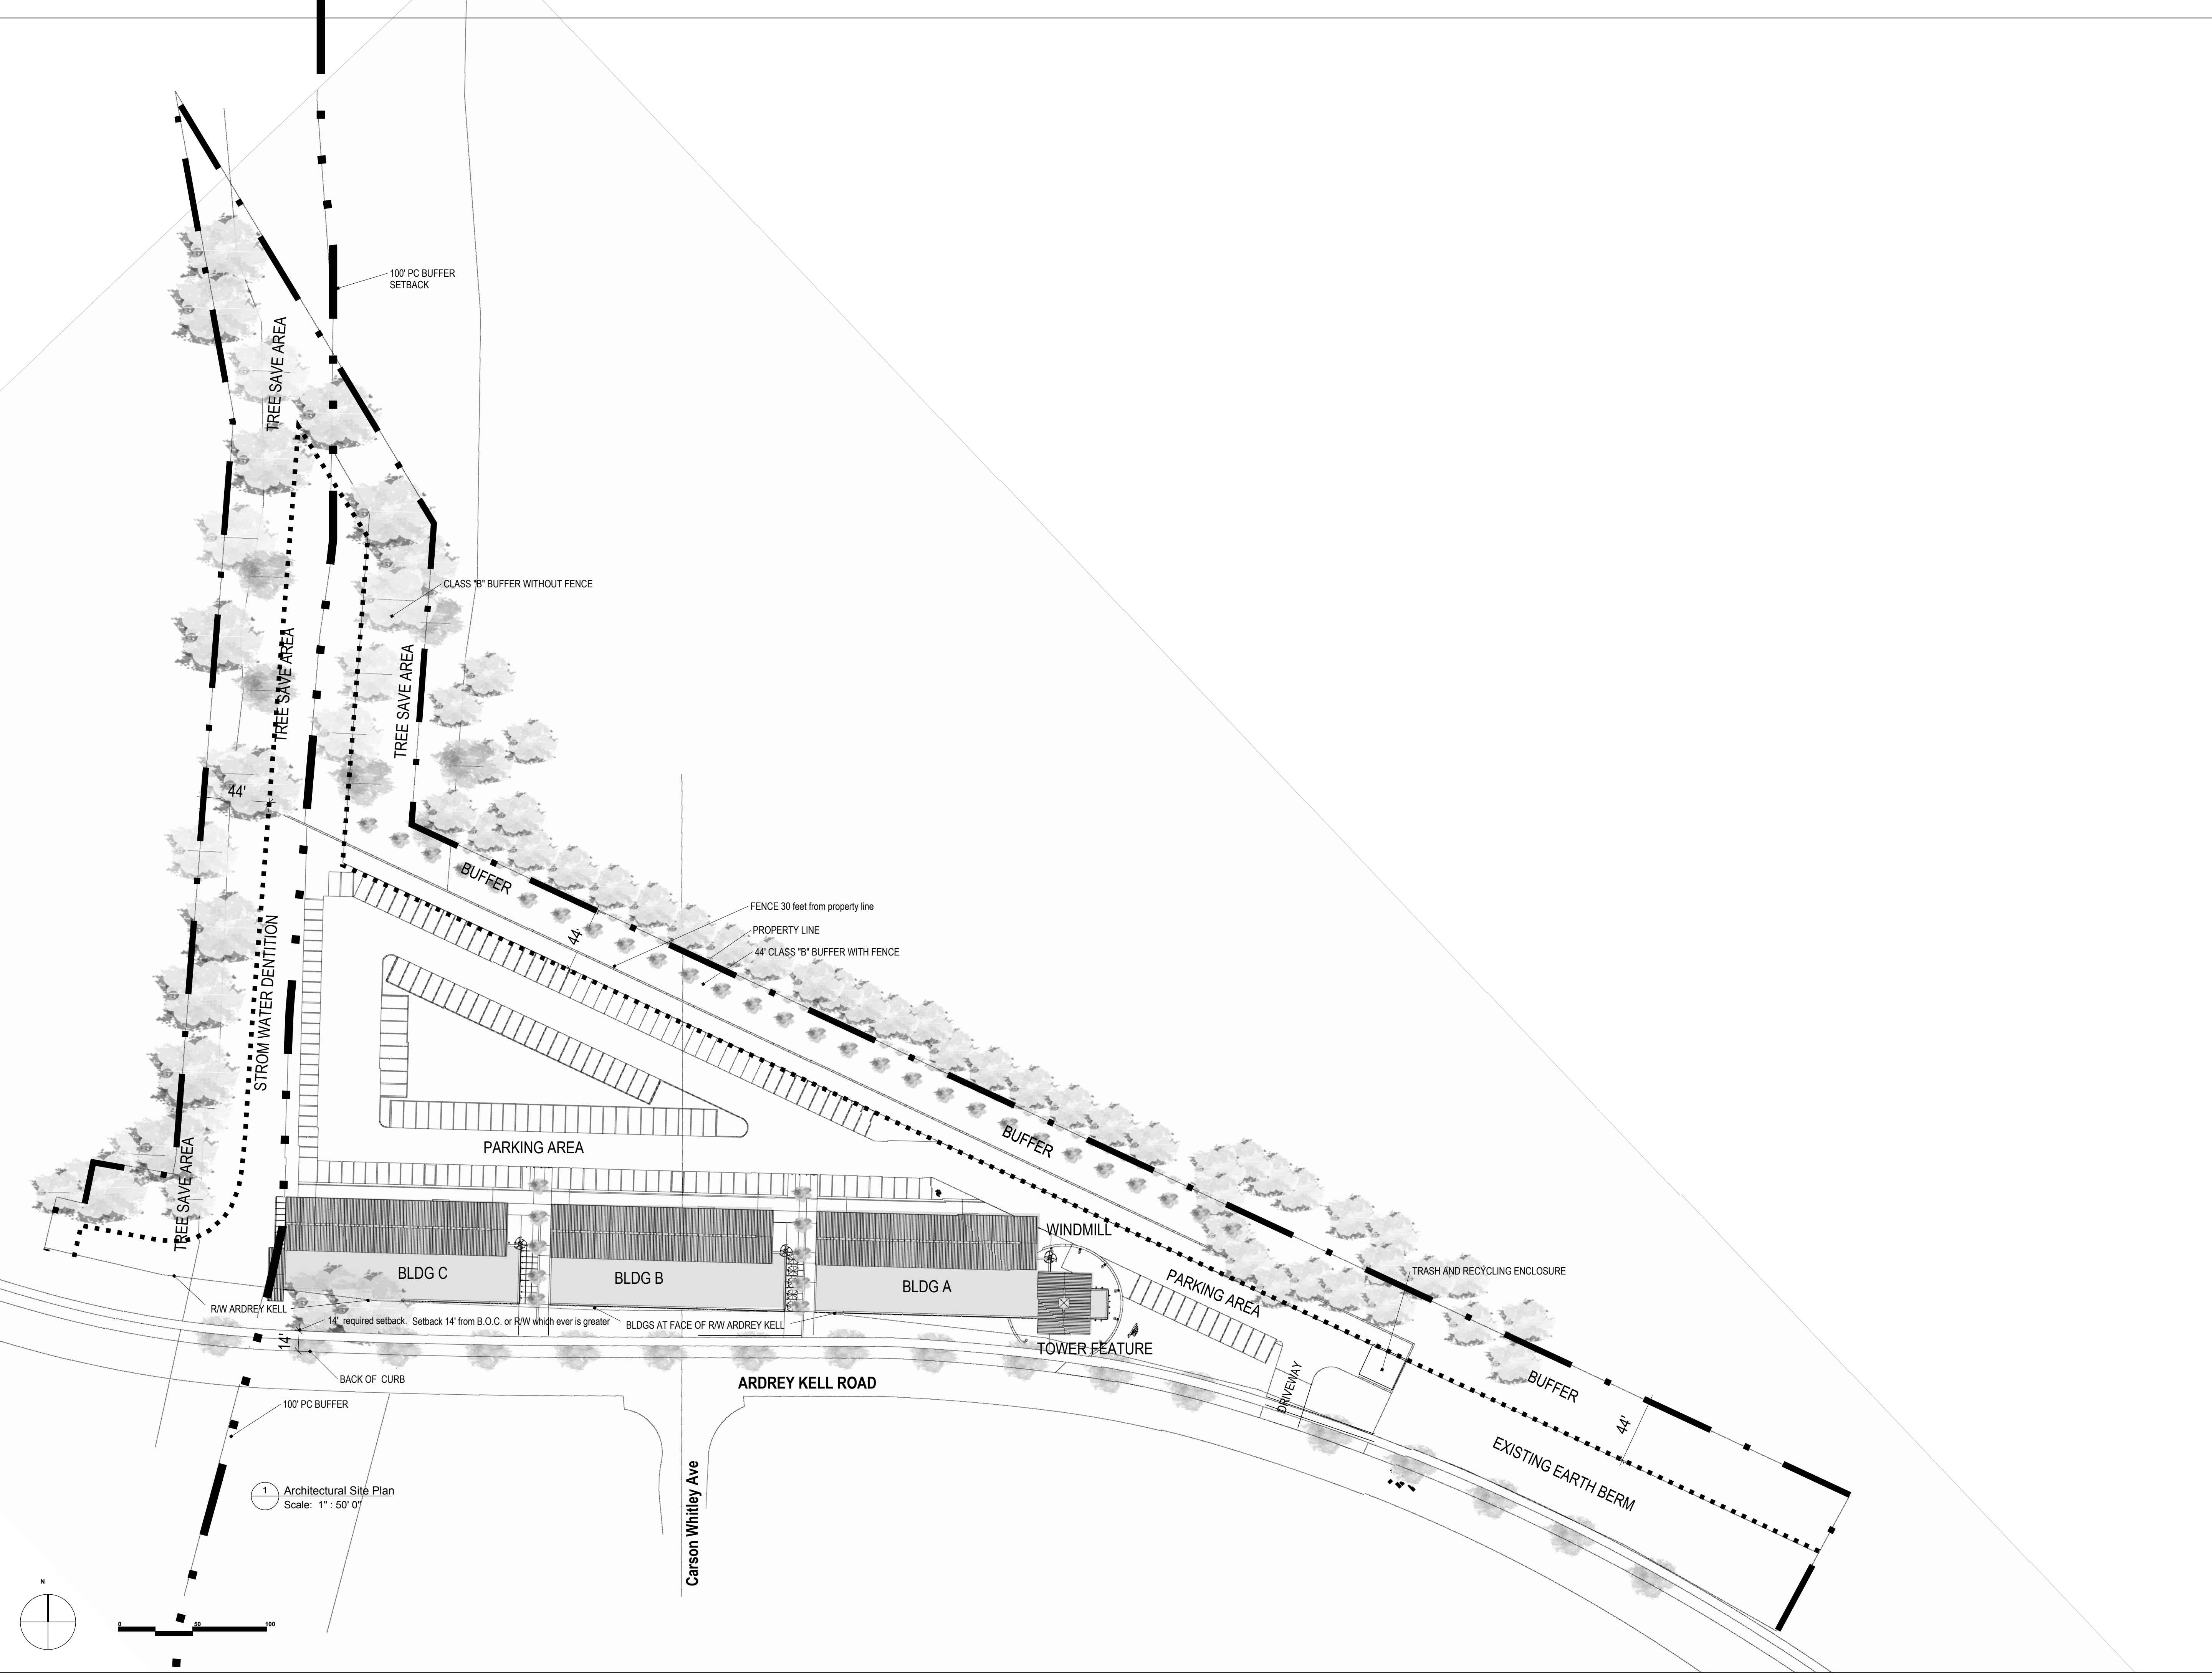 100' PC BUFFER
SETBACK
TREE SAVE AREA
CLASS "B" BUFFER WITHOUT FENCE
TREE SAVE AREA
TREE SAVE AREA
44'
BUFFER
FENCE 30 feet from property line
PROPERTY LINE
44' CLASS "B" BUFFER WITH FENCE
44'
STROM WATER DENTITION
PARKING AREA
BUFFER
TREE SAVE AREA
WINDMILL
BLDG C
BLDG B
BLDG A
PARKING AREA
TRASH AND RECYCLING ENCLOSURE
R/W ARDREY KELL
14' required setback. Setback 14' from B.O.C. or R/W which ever is greater
BLDGS AT FACE OF R/W ARDREY KELL
14'
TOWER FEATURE
BACK OF CURB
ARDREY KELL ROAD
DRIVEWAY
BUFFER
44'
100' PC BUFFER
EXISTING EARTH BERM
Carson Whitley Ave
1 Architectural Site Plan
Scale: 1" : 50' 0"
N
0 50 100